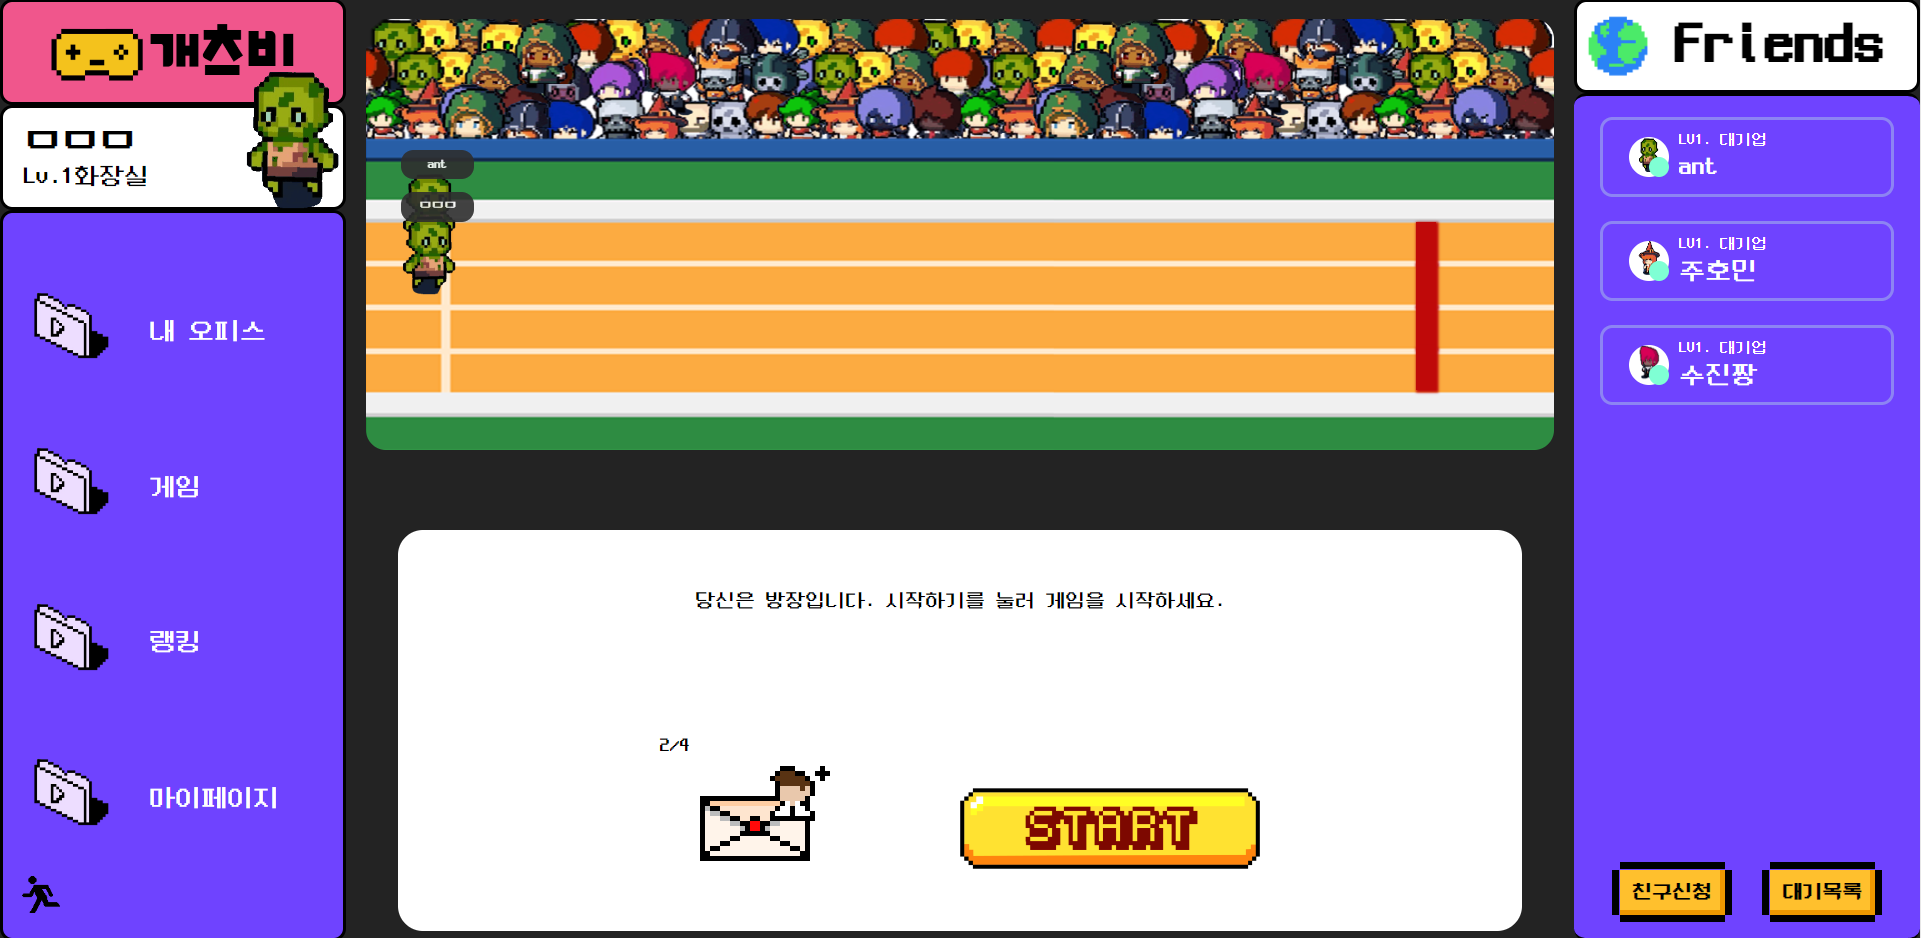 개츠비
ㅁㅁㅁ
Lv.1화장실
내 오피스
게임
랭킹
마이페이지
ant
ㅁㅁㅁ
당신은 방장입니다. 시작하기를 눌러 게임을 시작하세요.
2/4
START
Friends
LV1. 대기업
ant
LV1. 대기업
주호민
LV1. 대기업
수진짱
친구신청
대기목록